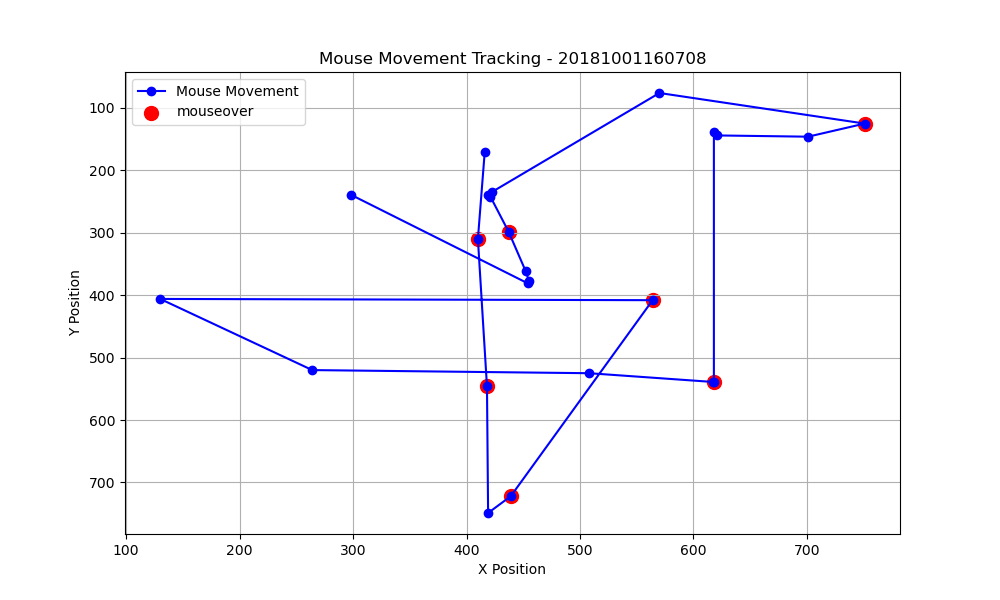 Mouse Movement Tracking - 20181001160708
Mouse Movement
mouseover
100
200
300
400
500
600
700
Y Position
100 200 300 400 500 600 700
X Position